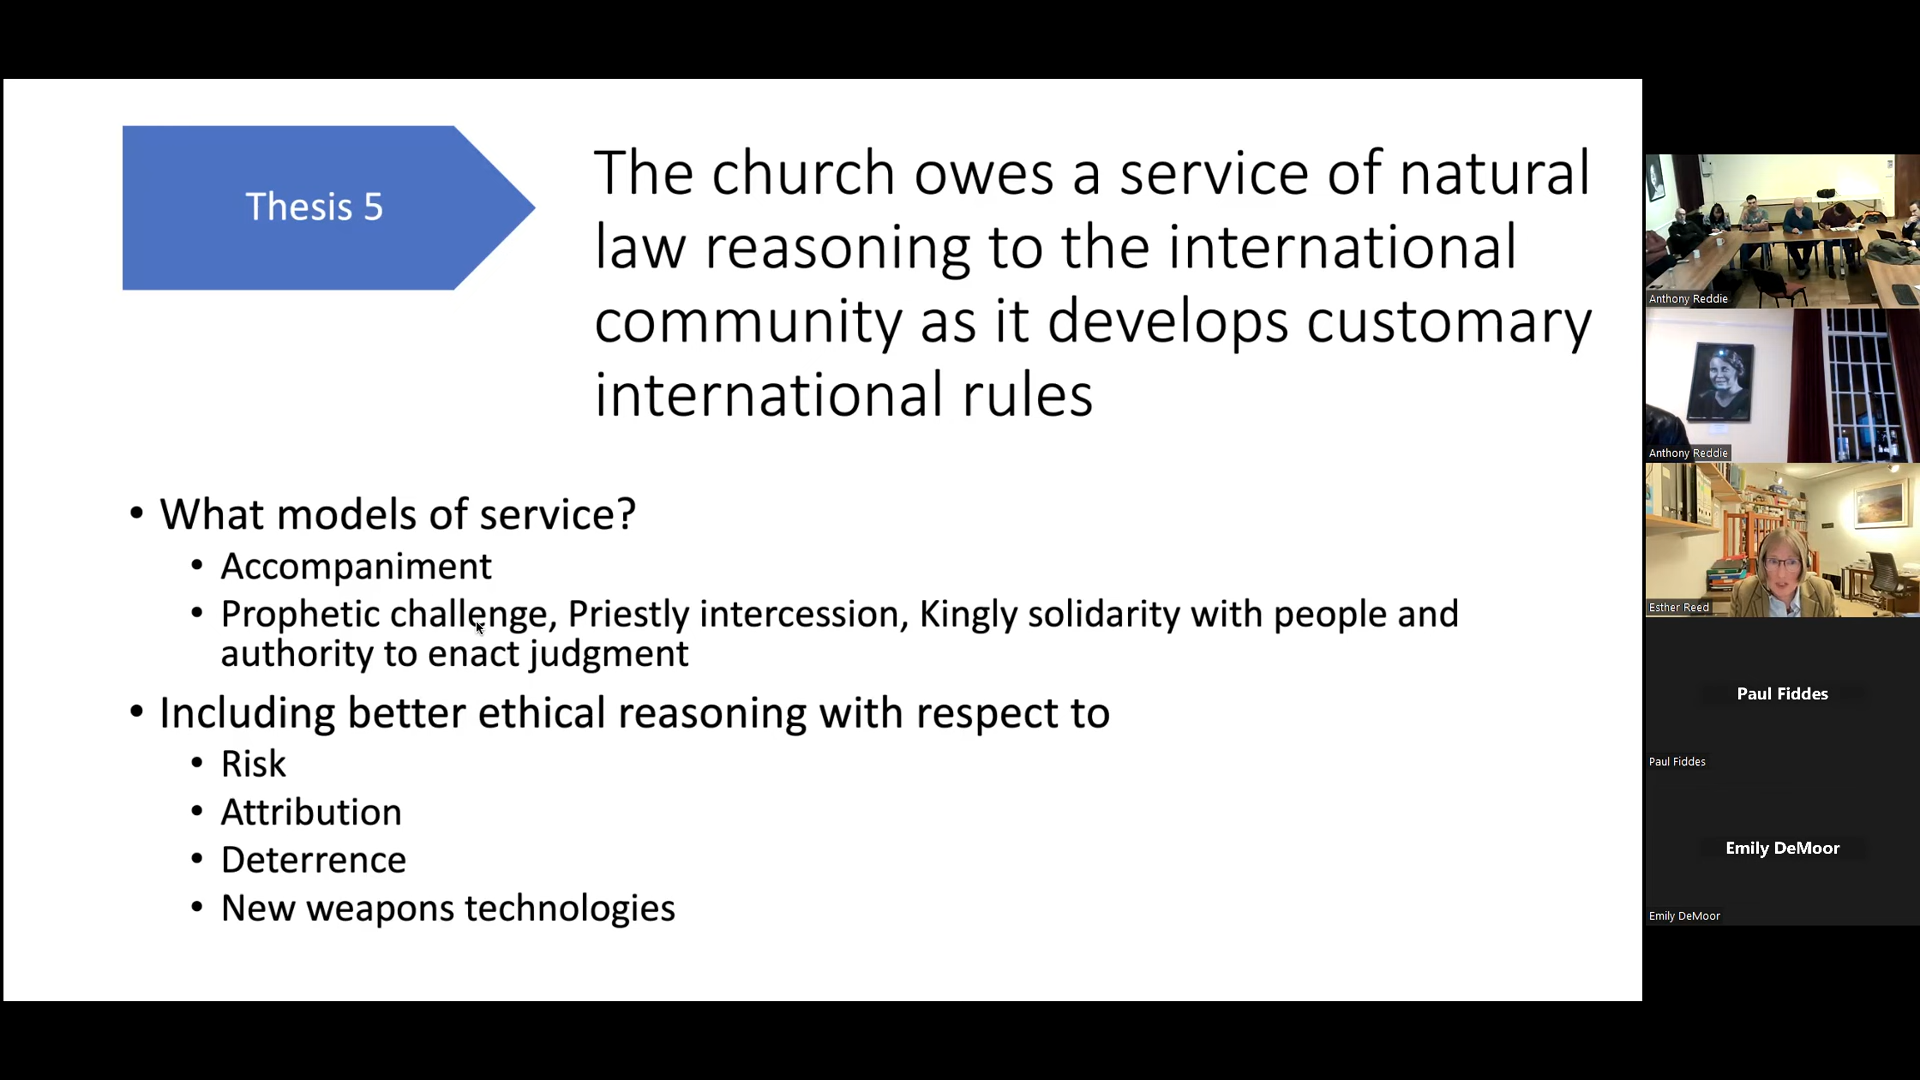 Thesis 5
The church owes a service of natural
law reasoning to the international
community as it develops customary
international rules
• What models of service?
• Accompaniment
• Prophetic challenge, Priestly intercession, Kingly solidarity with people and
authority to enact judgment
• Including better ethical reasoning with respect to
• Risk
• Attribution
• Deterrence
• New weapons technologies
Anthony Reddie
Anthony Reddie
Esther Reed
Paul Fiddes
Paul Fiddes
Emily DeMoor
Emily DeMoor